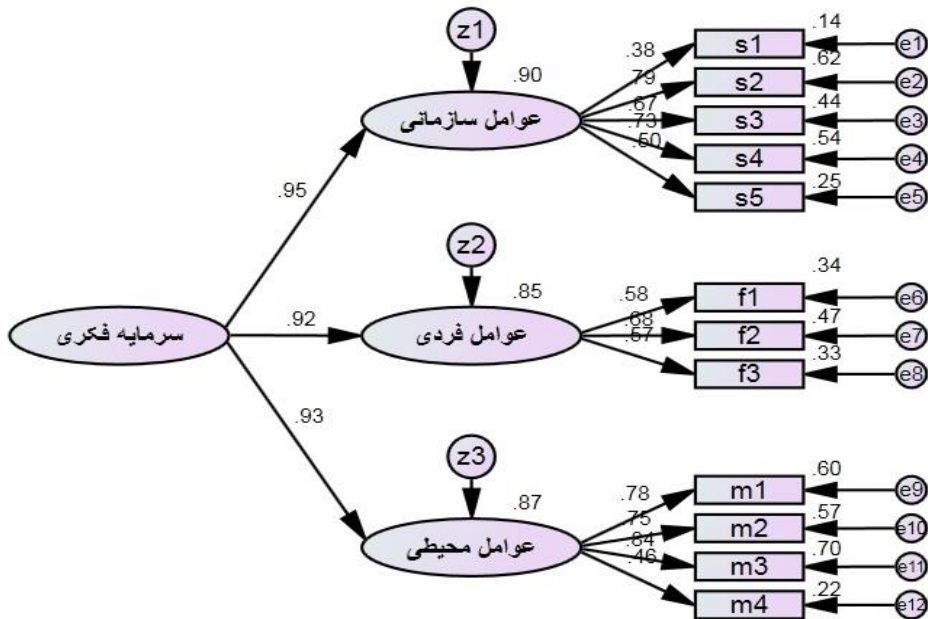 z1
.90
عوامل سازمانی
.38
.79
.67
.73
.50
.14
s1
e1
.62
s2
e2
.44
s3
e3
.54
s4
e4
.25
s5
e5
.95
z2
.85
عوامل فردی
.58
.68
.57
.34
f1
e6
.47
f2
e7
.33
f3
e8
سرمایه فکری
.92
.93
z3
.87
عوامل محیطی
.78
.75
.84
.46
.60
m1
e9
.57
m2
e10
.70
m3
e11
.22
m4
e12